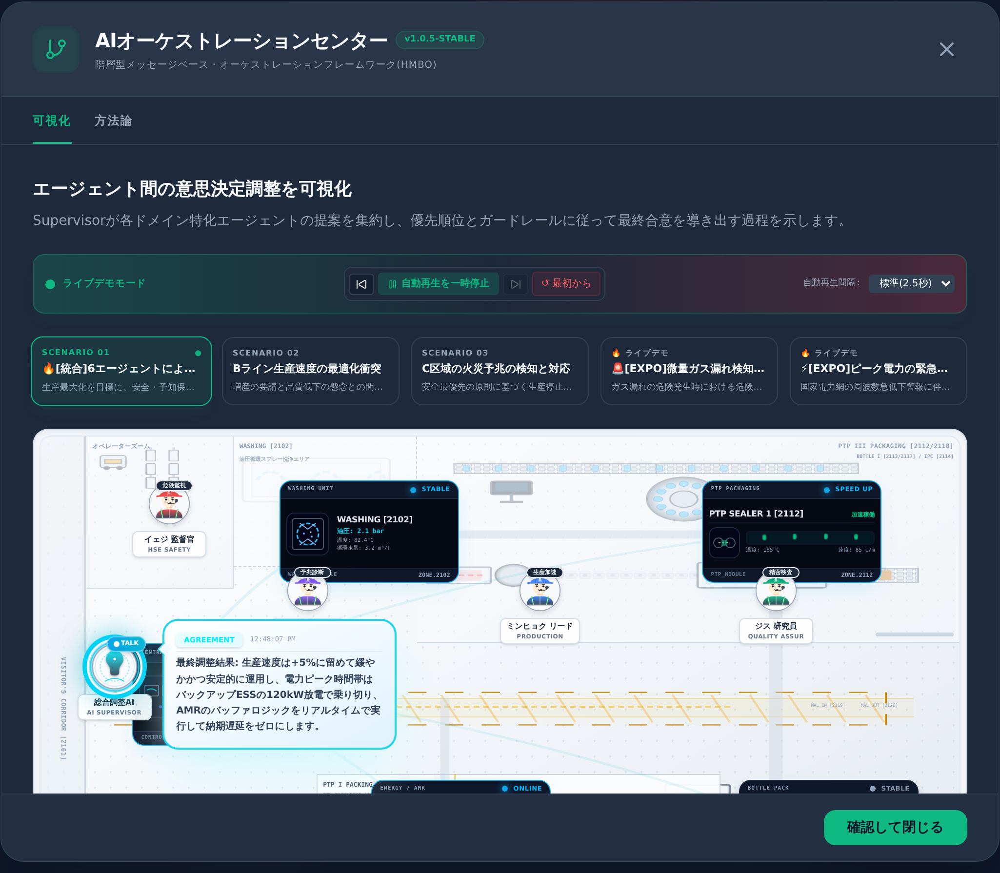 AIオーケストレーションセンター v1.0.5-STABLE
階層型メッセージベース・オーケストレーションフレームワーク(HMBO)
可視化 方法論
エージェント間の意思決定調整を可視化
Supervisorが各ドメイン特化エージェントの提案を集約し、優先順位とガードレールに従って最終合意を導き出す過程を示します。
ライブデモモード 自動再生を一時停止 ↺ 最初から 自動再生間隔: 標準(2.5秒)
SCENARIO 01
🔥[統合]6エージェントによ…
生産最大化を目標に、安全・予知保…
SCENARIO 02
Bライン生産速度の最適化衝突
増産の要請と品質低下の懸念との間…
SCENARIO 03
C区域の火災予兆の検知と対応
安全最優先の原則に基づく生産停止…
🔥 ライブデモ
🚨[EXPO]微量ガス漏れ検知…
ガス漏れの危険発生時における危険…
🔥 ライブデモ
⚡[EXPO]ピーク電力の緊急…
国家電力網の周波数急低下警報に伴…
オペレーターズーム
WASHING [2102]
油圧循環スプレー洗浄エリア
PTP III PACKAGING [2112/2118]
BOTTLE I [2113/2117] / IPC [2114]
危険監視
イェジ 監督官
HSE SAFETY
WASHING UNIT STABLE
WASHING [2102]
油圧: 2.1 bar
温度: 82.4°C
循環水量: 3.2 m³/h
ZONE.2102
予兆診断
PTP PACKAGING SPEED UP
PTP SEALER 1 [2112] 加速稼働
温度: 185°C 速度: 85 c/m
PTP_MODULE ZONE.2112
生産加速
ミンヒョク リード
PRODUCTION
精密検査
ジス 研究員
QUALITY ASSUR
TALK
総合調整AI
AI SUPERVISOR
VISITOR'S CORRIDOR [2161]
AGREEMENT 12:48:07 PM
最終調整結果: 生産速度は+5%に留めて緩や
かかつ安定的に運用し、電力ピーク時間帯は
バックアップESSの120kW放電で乗り切り、
AMRのバッファロジックをリアルタイムで実
行して納期遅延をゼロにします。
MAL IN [2119] MAL OUT [2120]
PTP I PACKING
ENERGY / AMR ONLINE
BOTTLE PACK STABLE
確認して閉じる